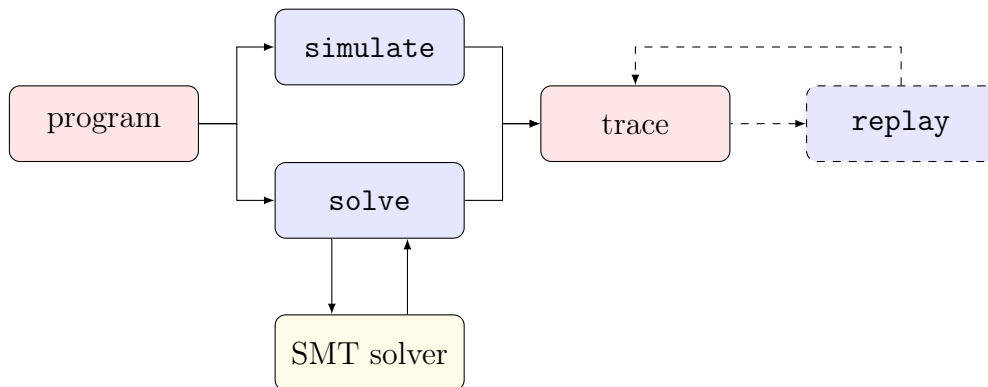 simulate
program
trace
replay
solve
SMT solver